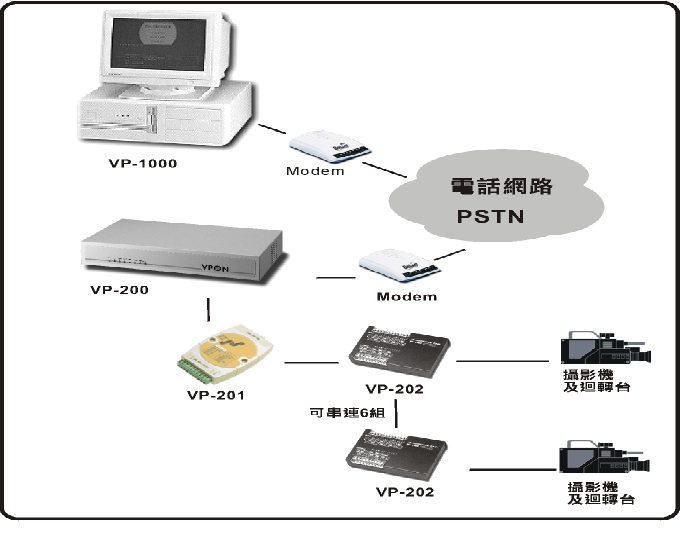 VP-1000
Modem
電話網路
PSTN
VPON
VP-200
Modem
VP-201
VP-202
攝影機
及迴轉台
可串連6組
VP-202
攝影機
及迴轉台